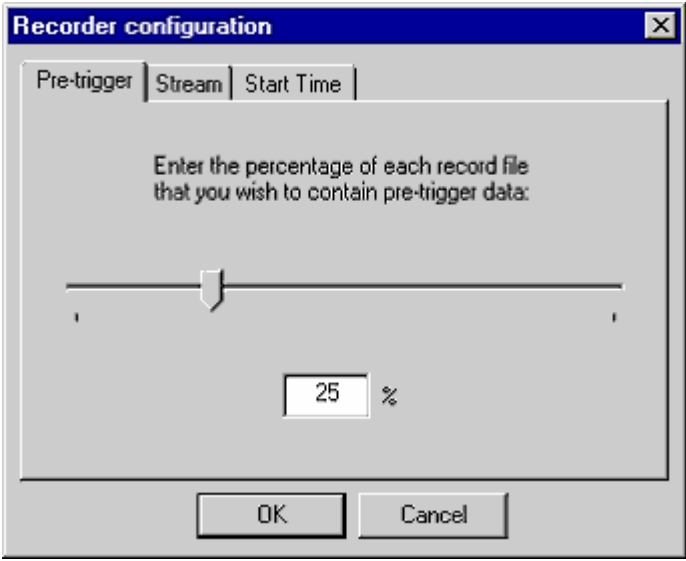 Recorder configuration
Pre-trigger Stream Start Time
Enter the percentage of each record file
that you wish to contain pre-trigger data:
25 %
OK Cancel